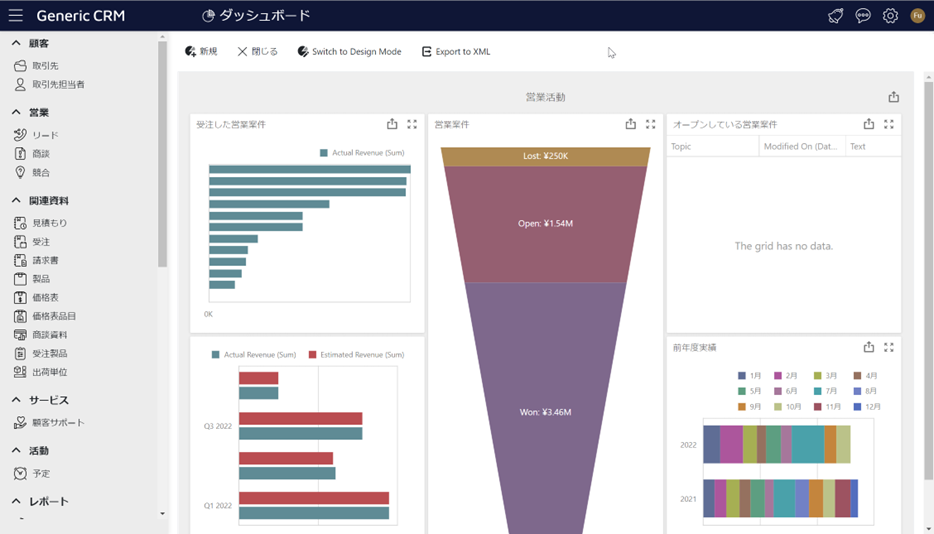 Generic CRM
ダッシュボード
Fu
新規
閉じる
Switch to Design Mode
Export to XML
顧客
取引先
取引先担当者
営業
リード
商談
競合
関連資料
見積もり
受注
請求書
製品
価格表
価格表品目
商談資料
受注製品
出荷単位
サービス
顧客サポート
活動
予定
レポート
営業活動
受注した営業案件
Actual Revenue (Sum)
0K
Actual Revenue (Sum)
Estimated Revenue (Sum)
Q3 2022
Q1 2022
営業案件
Lost: ¥250K
Open: ¥1.54M
Won: ¥3.46M
オープンしている営業案件
Topic
Modified On (Dat...
Text
The grid has no data.
前年度実績
1月 2月 3月 4月
5月 6月 7月 8月
9月 10月 11月 12月
2022
2021